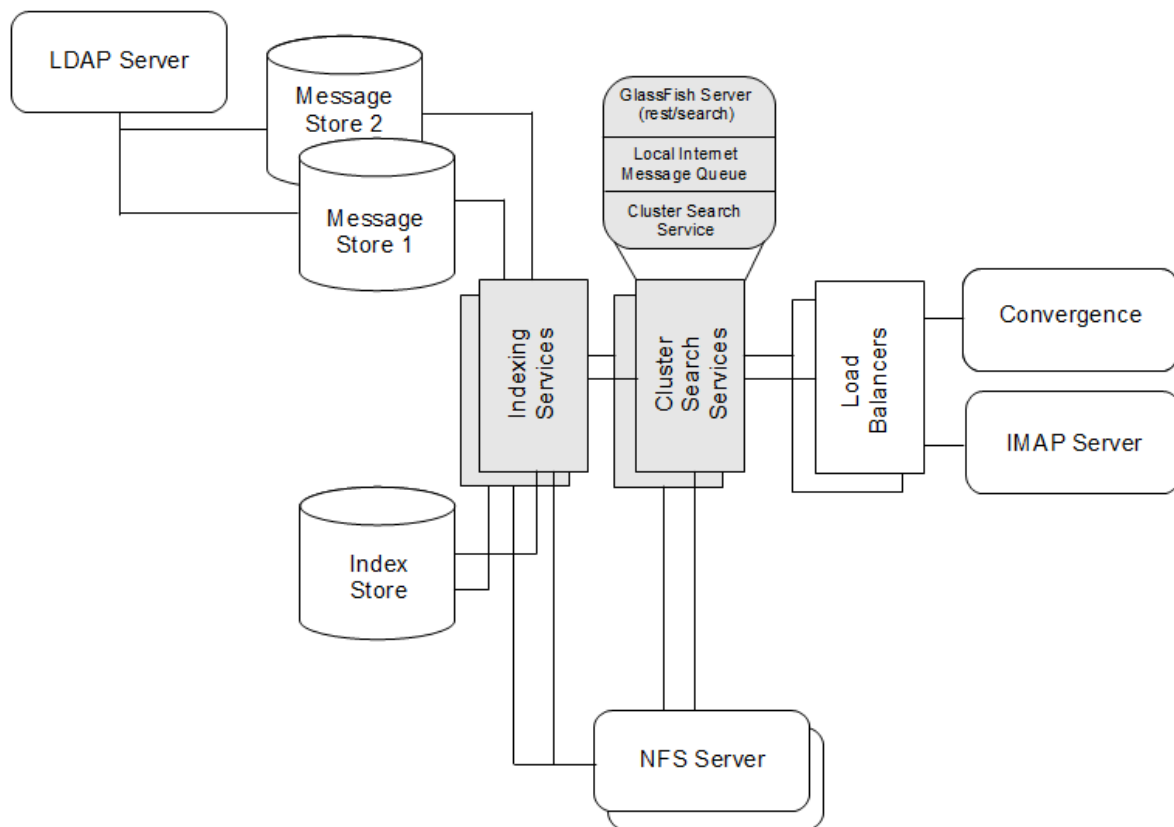 LDAP Server
Message
Store 2
Message
Store 1
GlassFish Server
(rest/search)
Local Internet
Message Queue
Cluster Search
Service
Indexing
Services
Cluster
Search
Services
Load
Balancers
Convergence
IMAP Server
Index
Store
NFS Server